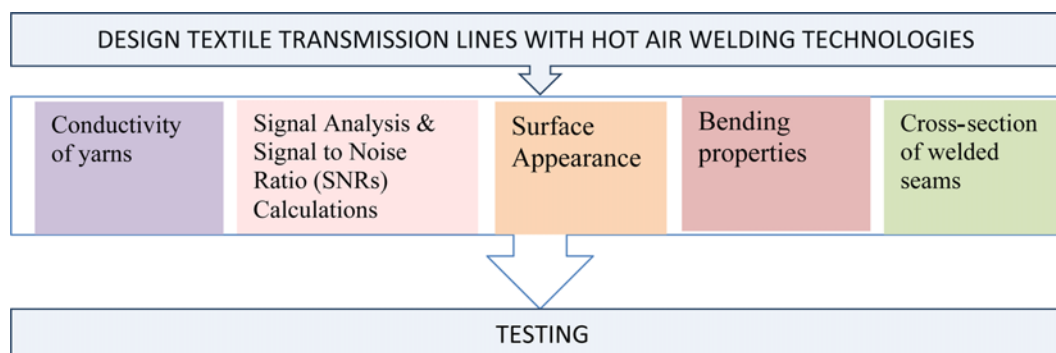 DESIGN TEXTILE TRANSMISSION LINES WITH HOT AIR WELDING TECHNOLOGIES
Conductivity
of yarns
Signal Analysis &
Signal to Noise
Ratio (SNRs)
Calculations
Surface
Appearance
Bending
properties
Cross-section
of welded
seams
TESTING